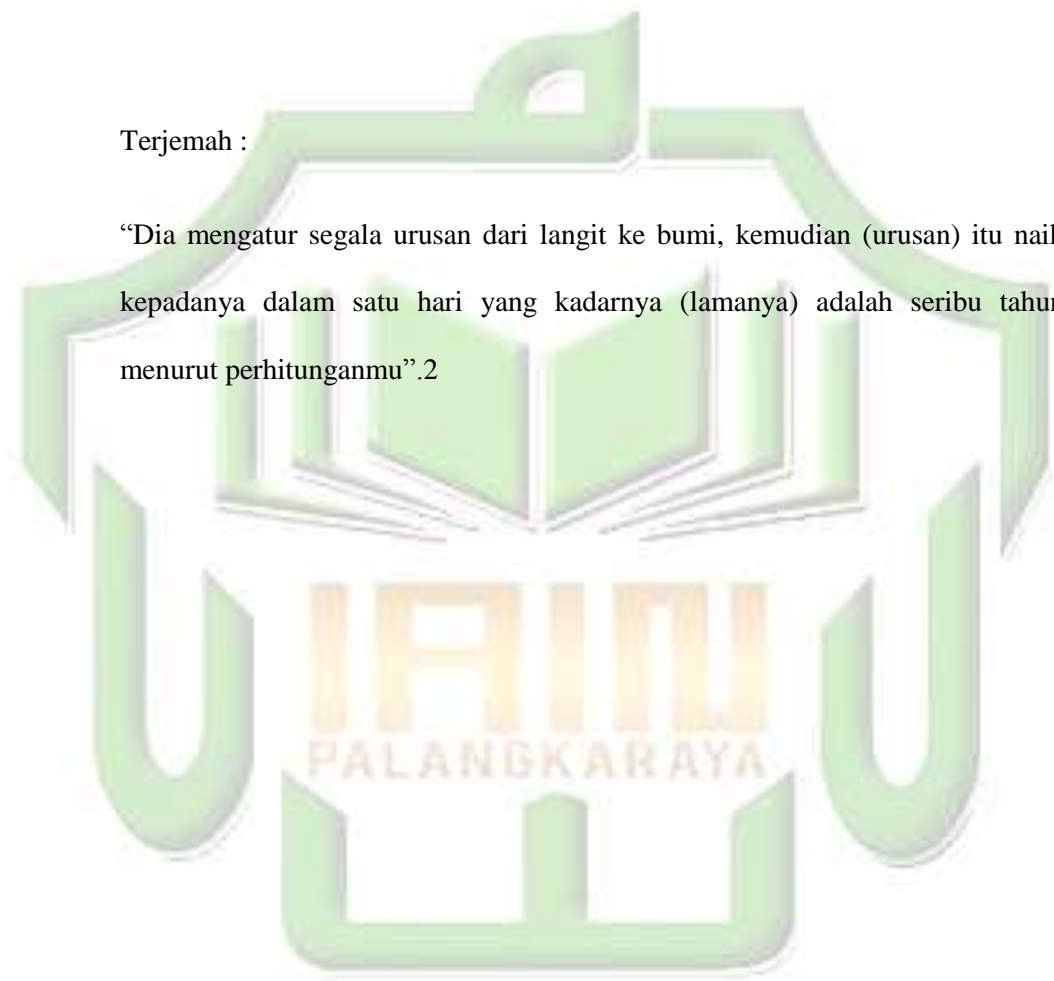 Terjemah :
“Dia mengatur segala urusan dari langit ke bumi, kemudian (urusan) itu naik
kepadanya dalam satu hari yang kadarnya (lamanya) adalah seribu tahun
menurut perhitunganmu”.2
IAIN
PALANGKARAYA